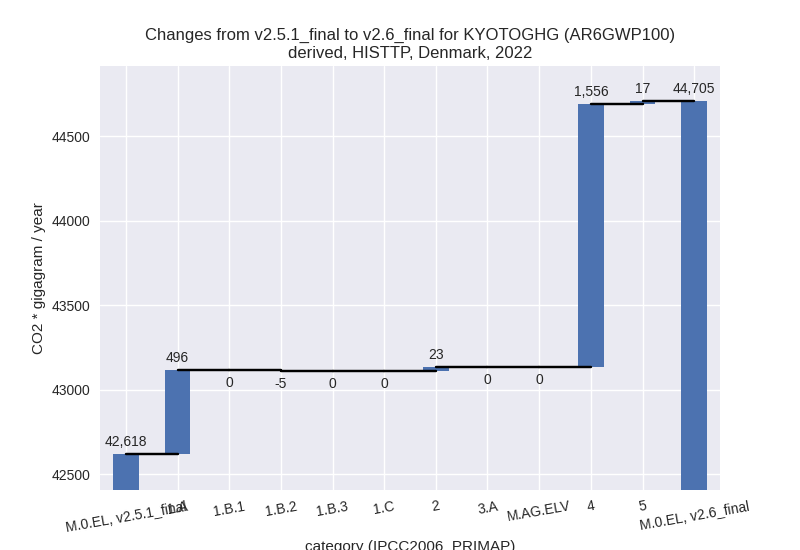 Changes from v2.5.1_final to v2.6_final for KYOTOGHG (AR6GWP100)
derived, HISTTP, Denmark, 2022
1,556
17
44,705
44500
44000
CO2 * gigagram / year
43500
496
23
0
-5
0
0
0
0
43000
42,618
42500
M.0.EL, v2.5.1_final
1.A
1.B.1
1.B.2
1.B.3
1.C
2
3.A
M.AG.ELV
4
5
M.0.EL, v2.6_final
category (IPCC2006_PRIMAP)